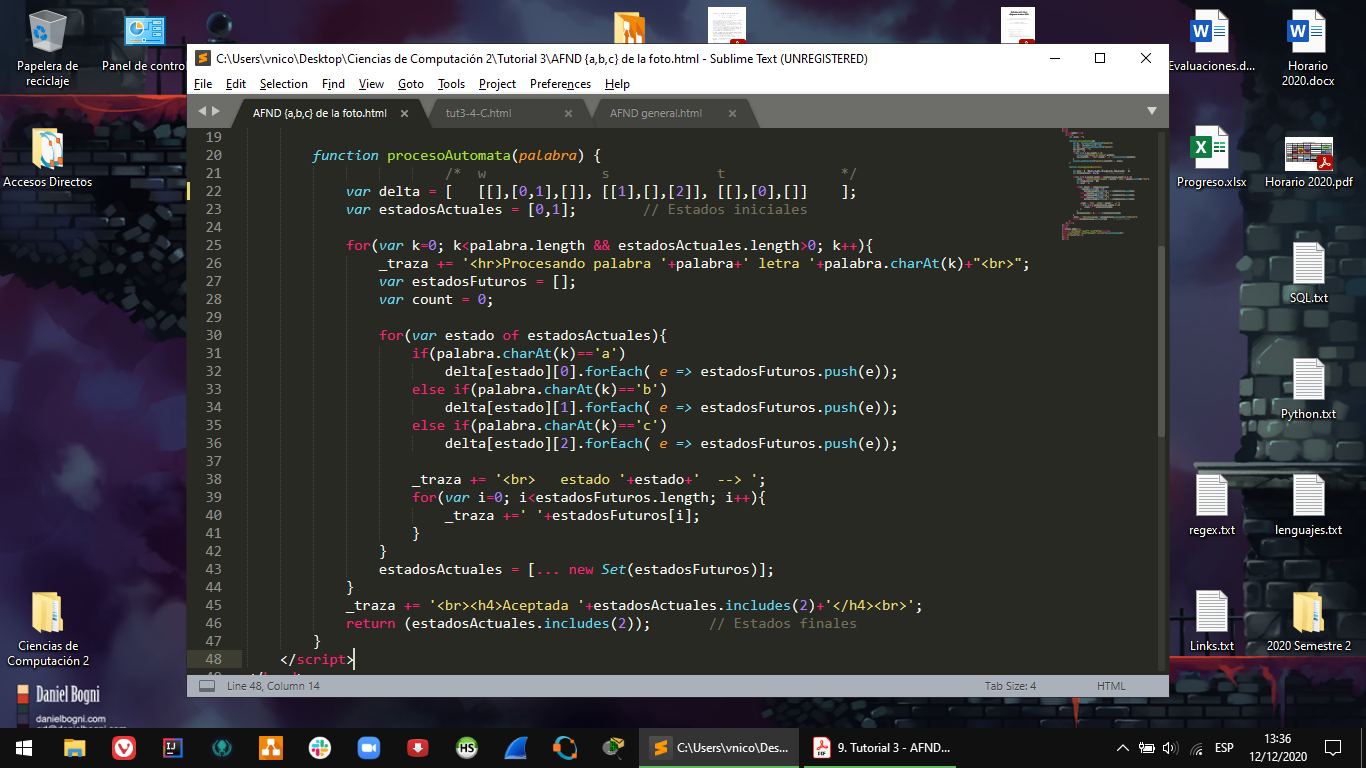 Papelera de
reciclaje
Panel de control
Accesos Directos
Ciencias de
Computación 2
Daniel Bogni
danielbogni.com
C:\Users\vnico\Desktop\Ciencias de Computación 2\Tutorial 3\AFND {a,b,c} de la foto.html - Sublime Text (UNREGISTERED)
File Edit Selection Find View Goto Tools Project Preferences Help
AFND {a,b,c} de la foto.html × tut3-4-C.html × AFND general.html ×
19
20 function procesoAutomata(palabra) {
21 /* w s t */
22 var delta = [ [[],[0,1],[]], [[1],[],[2]], [[],[0],[]] ];
23 var estadosActuales = [0,1]; // Estados iniciales
24
25 for(var k=0; k<palabra.length && estadosActuales.length>0; k++){
26 _traza += '<hr>Procesando palabra '+palabra+' letra '+palabra.charAt(k)+"<br>";
27 var estadosFuturos = [];
28 var count = 0;
29
30 for(var estado of estadosActuales){
31 if(palabra.charAt(k)=='a')
32 delta[estado][0].forEach( e => estadosFuturos.push(e));
33 else if(palabra.charAt(k)=='b')
34 delta[estado][1].forEach( e => estadosFuturos.push(e));
35 else if(palabra.charAt(k)=='c')
36 delta[estado][2].forEach( e => estadosFuturos.push(e));
37
38 _traza += '<br>   estado '+estado+'  --> ';
39 for(var i=0; i<estadosFuturos.length; i++){
40 _traza +=' '+estadosFuturos[i];
41 }
42 }
43 estadosActuales = [... new Set(estadosFuturos)];
44 }
45 _traza += '<br><h4>Aceptada '+estadosActuales.includes(2)+'</h4><br>';
46 return (estadosActuales.includes(2)); // Estados finales
47 }
48 </script>
Line 48, Column 14 Tab Size: 4 HTML
Evaluaciones.d...
Horario
2020.docx
Progreso.xlsx
Horario 2020.pdf
SQL.txt
Python.txt
regex.txt
lenguajes.txt
Links.txt
2020 Semestre 2
C:\Users\vnico\Des...
9. Tutorial 3 - AFND...
ESP
13:36
12/12/2020